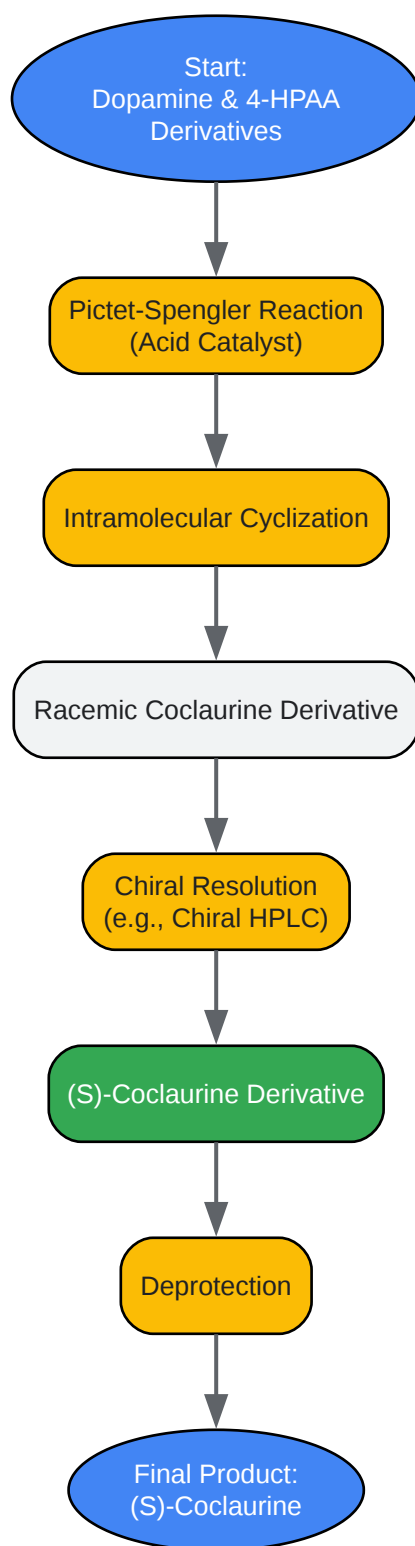 Start:
Dopamine & 4-HPAA
Derivatives
Pictet-Spengler Reaction
(Acid Catalyst)
Intramolecular Cyclization
Racemic Coclaurine Derivative
Chiral Resolution
(e.g., Chiral HPLC)
(S)-Coclaurine Derivative
Deprotection
Final Product:
(S)-Coclaurine